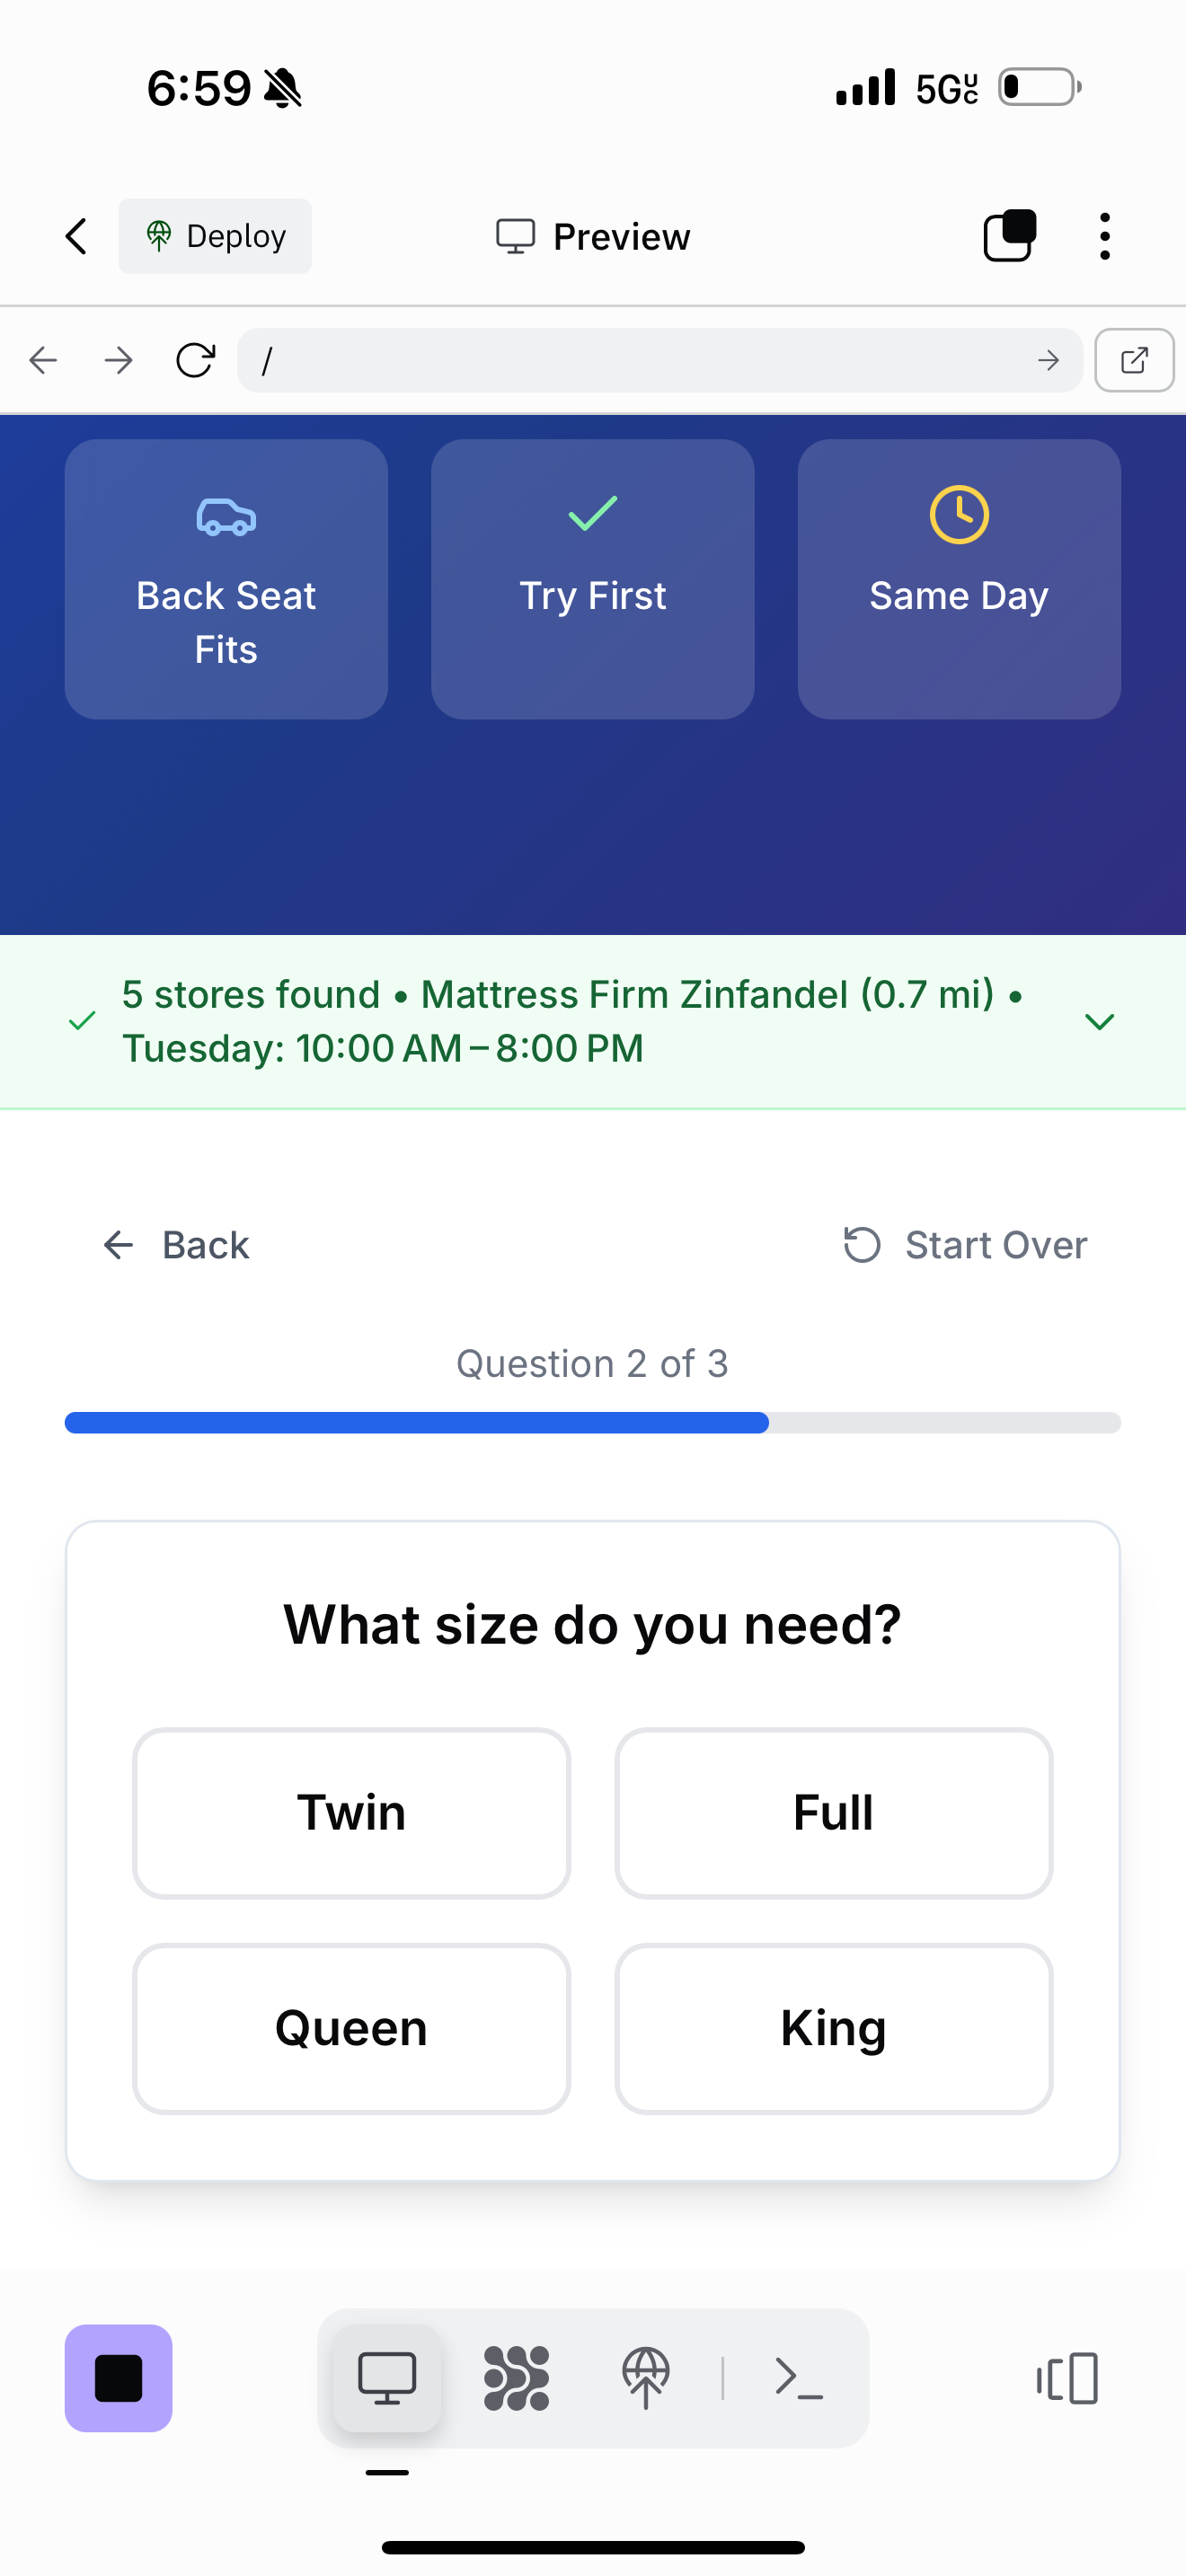 6:59
5G UC
Deploy
Preview
/
Back Seat
Fits
Try First
Same Day
5 stores found • Mattress Firm Zinfandel (0.7 mi) •
Tuesday: 10:00 AM – 8:00 PM
Back
Start Over
Question 2 of 3
What size do you need?
Twin
Full
Queen
King